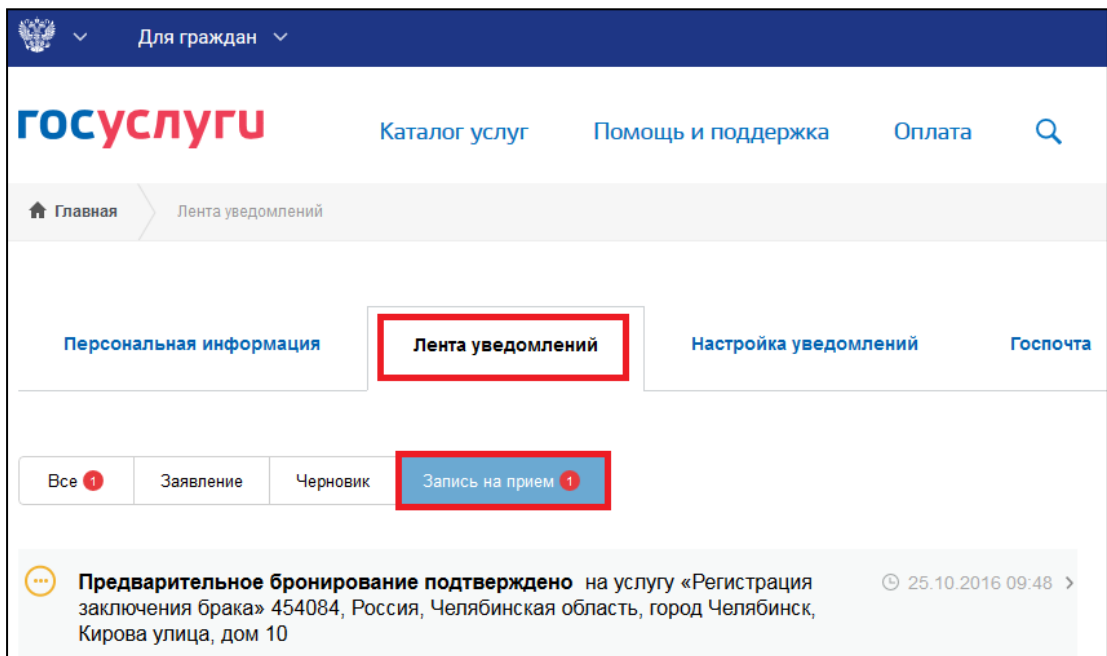 Для граждан
госуслуги
Каталог услуг Помощь и поддержка Оплата
Главная Лента уведомлений
Персональная информация Лента уведомлений Настройка уведомлений Госпочта
Все 1 Заявление Черновик Запись на прием 1
Предварительное бронирование подтверждено на услугу «Регистрация 25.10.2016 09:48
заключения брака» 454084, Россия, Челябинская область, город Челябинск,
Кирова улица, дом 10